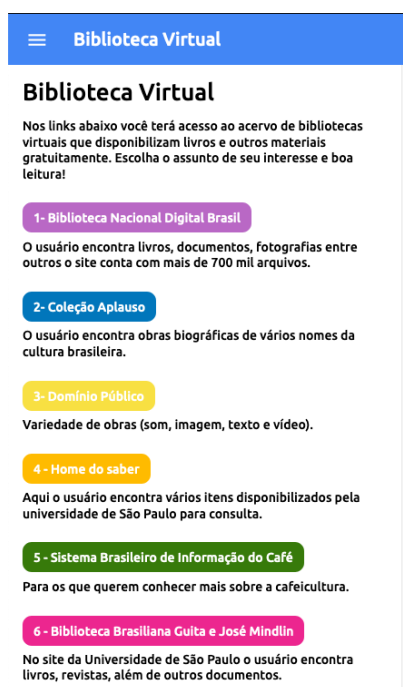 Biblioteca Virtual
Biblioteca Virtual
Nos links abaixo você terá acesso ao acervo de bibliotecas
virtuais que disponibilizam livros e outros materiais
gratuitamente. Escolha o assunto de seu interesse e boa
leitura!
1- Biblioteca Nacional Digital Brasil
O usuário encontra livros, documentos, fotografias entre
outros o site conta com mais de 700 mil arquivos.
2- Coleção Aplauso
O usuário encontra obras biográficas de vários nomes da
cultura brasileira.
3- Domínio Público
Variedade de obras (som, imagem, texto e vídeo).
4 - Home do saber
Aqui o usuário encontra vários itens disponibilizados pela
universidade de São Paulo para consulta.
5 - Sistema Brasileiro de Informação do Café
Para os que querem conhecer mais sobre a cafeicultura.
6 - Biblioteca Brasiliana Guita e José Mindlin
No site da Universidade de São Paulo o usuário encontra
livros, revistas, além de outros documentos.